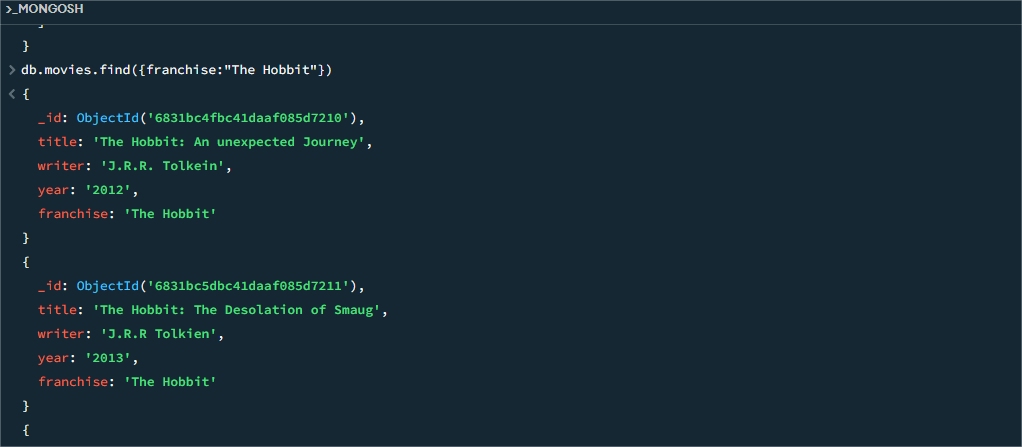 >_MONGOSH
}
> db.movies.find({franchise:"The Hobbit"})
< {
_id: ObjectId('6831bc4fbc41daaf085d7210'),
title: 'The Hobbit: An unexpected Journey',
writer: 'J.R.R. Tolkein',
year: '2012',
franchise: 'The Hobbit'
}
{
_id: ObjectId('6831bc5dbc41daaf085d7211'),
title: 'The Hobbit: The Desolation of Smaug',
writer: 'J.R.R Tolkien',
year: '2013',
franchise: 'The Hobbit'
}
{